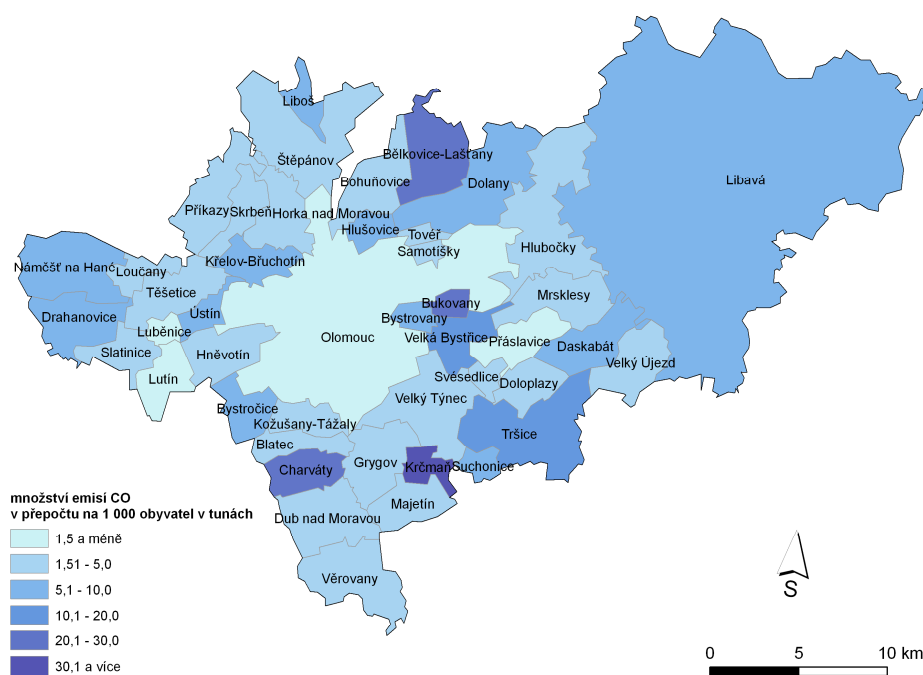 Liboš
Štěpánov
Bělkovice-Lašťany
Bohuňovice
Dolany
Libavá
Příkazy
Skrbeň
Horka nad Moravou
Hlušovice
Tovéř
Samotíšky
Hlubočky
Náměšť na Hané
Loučany
Křelov-Břuchotín
Těšetice
Mrsklesy
Drahanovice
Ústín
Bukovany
Bystrovany
Luběnice
Olomouc
Velká Bystřice
Přáslavice
Daskabát
Slatinice
Hněvotín
Velký Újezd
Lutín
Svésedlice
Doloplazy
Bystročice
Velký Týnec
Kožušany-Tážaly
Blatec
Tršice
Charváty
Grygov
Krčmaň
Suchonice
Majetín
Dub nad Moravou
Věrovany
množství emisí CO
v přepočtu na 1 000 obyvatel v tunách
1,5 a méně
1,51 - 5,0
5,1 - 10,0
10,1 - 20,0
20,1 - 30,0
30,1 a více
S
0 5 10 km